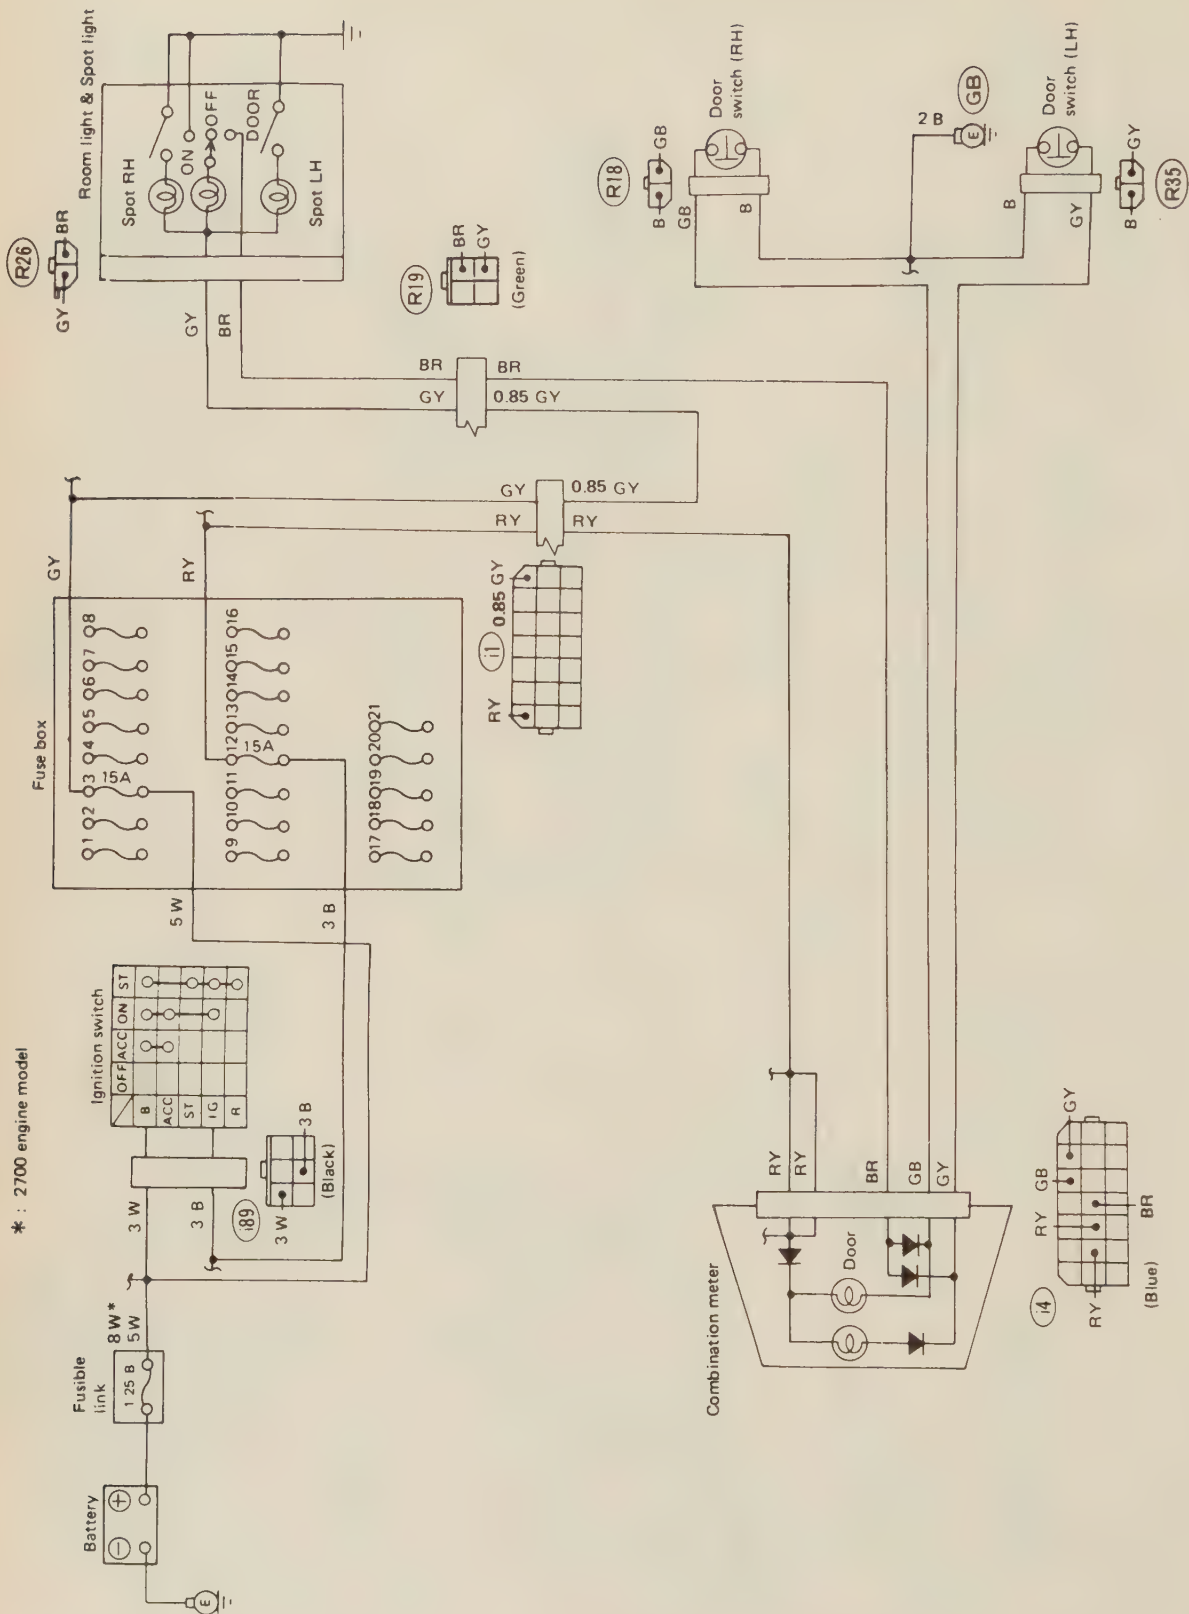 * : 2700 engine model
Battery
⊖ ⊕
E
Fusible
link
1.25 B
8 W*
5 W
3 W
3 B
Ignition switch
OFF ACC ON ST
B
ACC
ST
IG
R
i89
3 W
3 B
(Black)
5 W
3 B
Fuse box
1 2 3 4 5 6 7 8
15A
9 10 11 12 13 14 15 16
15A
17 18 19 20 21
GY
RY
GY 0.85 GY
RY RY
i1
RY 0.85 GY
R26
GY BR
Room light & Spot light
Spot RH
ON
OFF
DOOR
Spot LH
GY
BR
R19
BR
GY
(Green)
BR BR
GY 0.85 GY
R18
B GB
GB
B
Door
switch (RH)
2 B
E
GB
Door
switch (LH)
B
GY
B GY
R35
Combination meter
RY
RY
BR
GB
GY
Door
i4
RY RY GB GY
BR
(Blue)